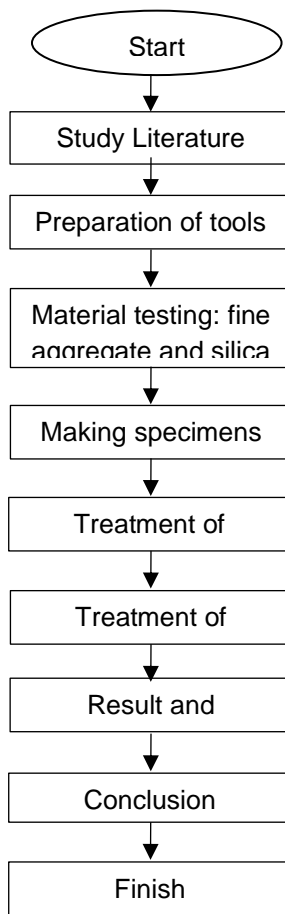 Start
Study Literature
Preparation of tools
Material testing: fine
aggregate and silica
Making specimens
Treatment of
Treatment of
Result and
Conclusion
Finish